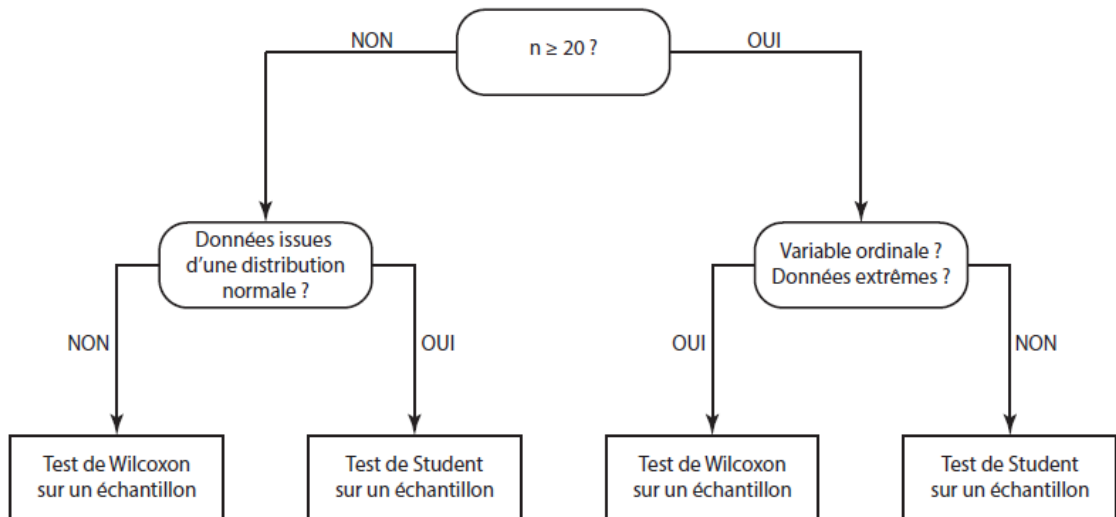 n ≥ 20 ?
NON
OUI
Données issues
d'une distribution
normale ?
Variable ordinale ?
Données extrêmes ?
NON
OUI
OUI
NON
Test de Wilcoxon
sur un échantillon
Test de Student
sur un échantillon
Test de Wilcoxon
sur un échantillon
Test de Student
sur un échantillon